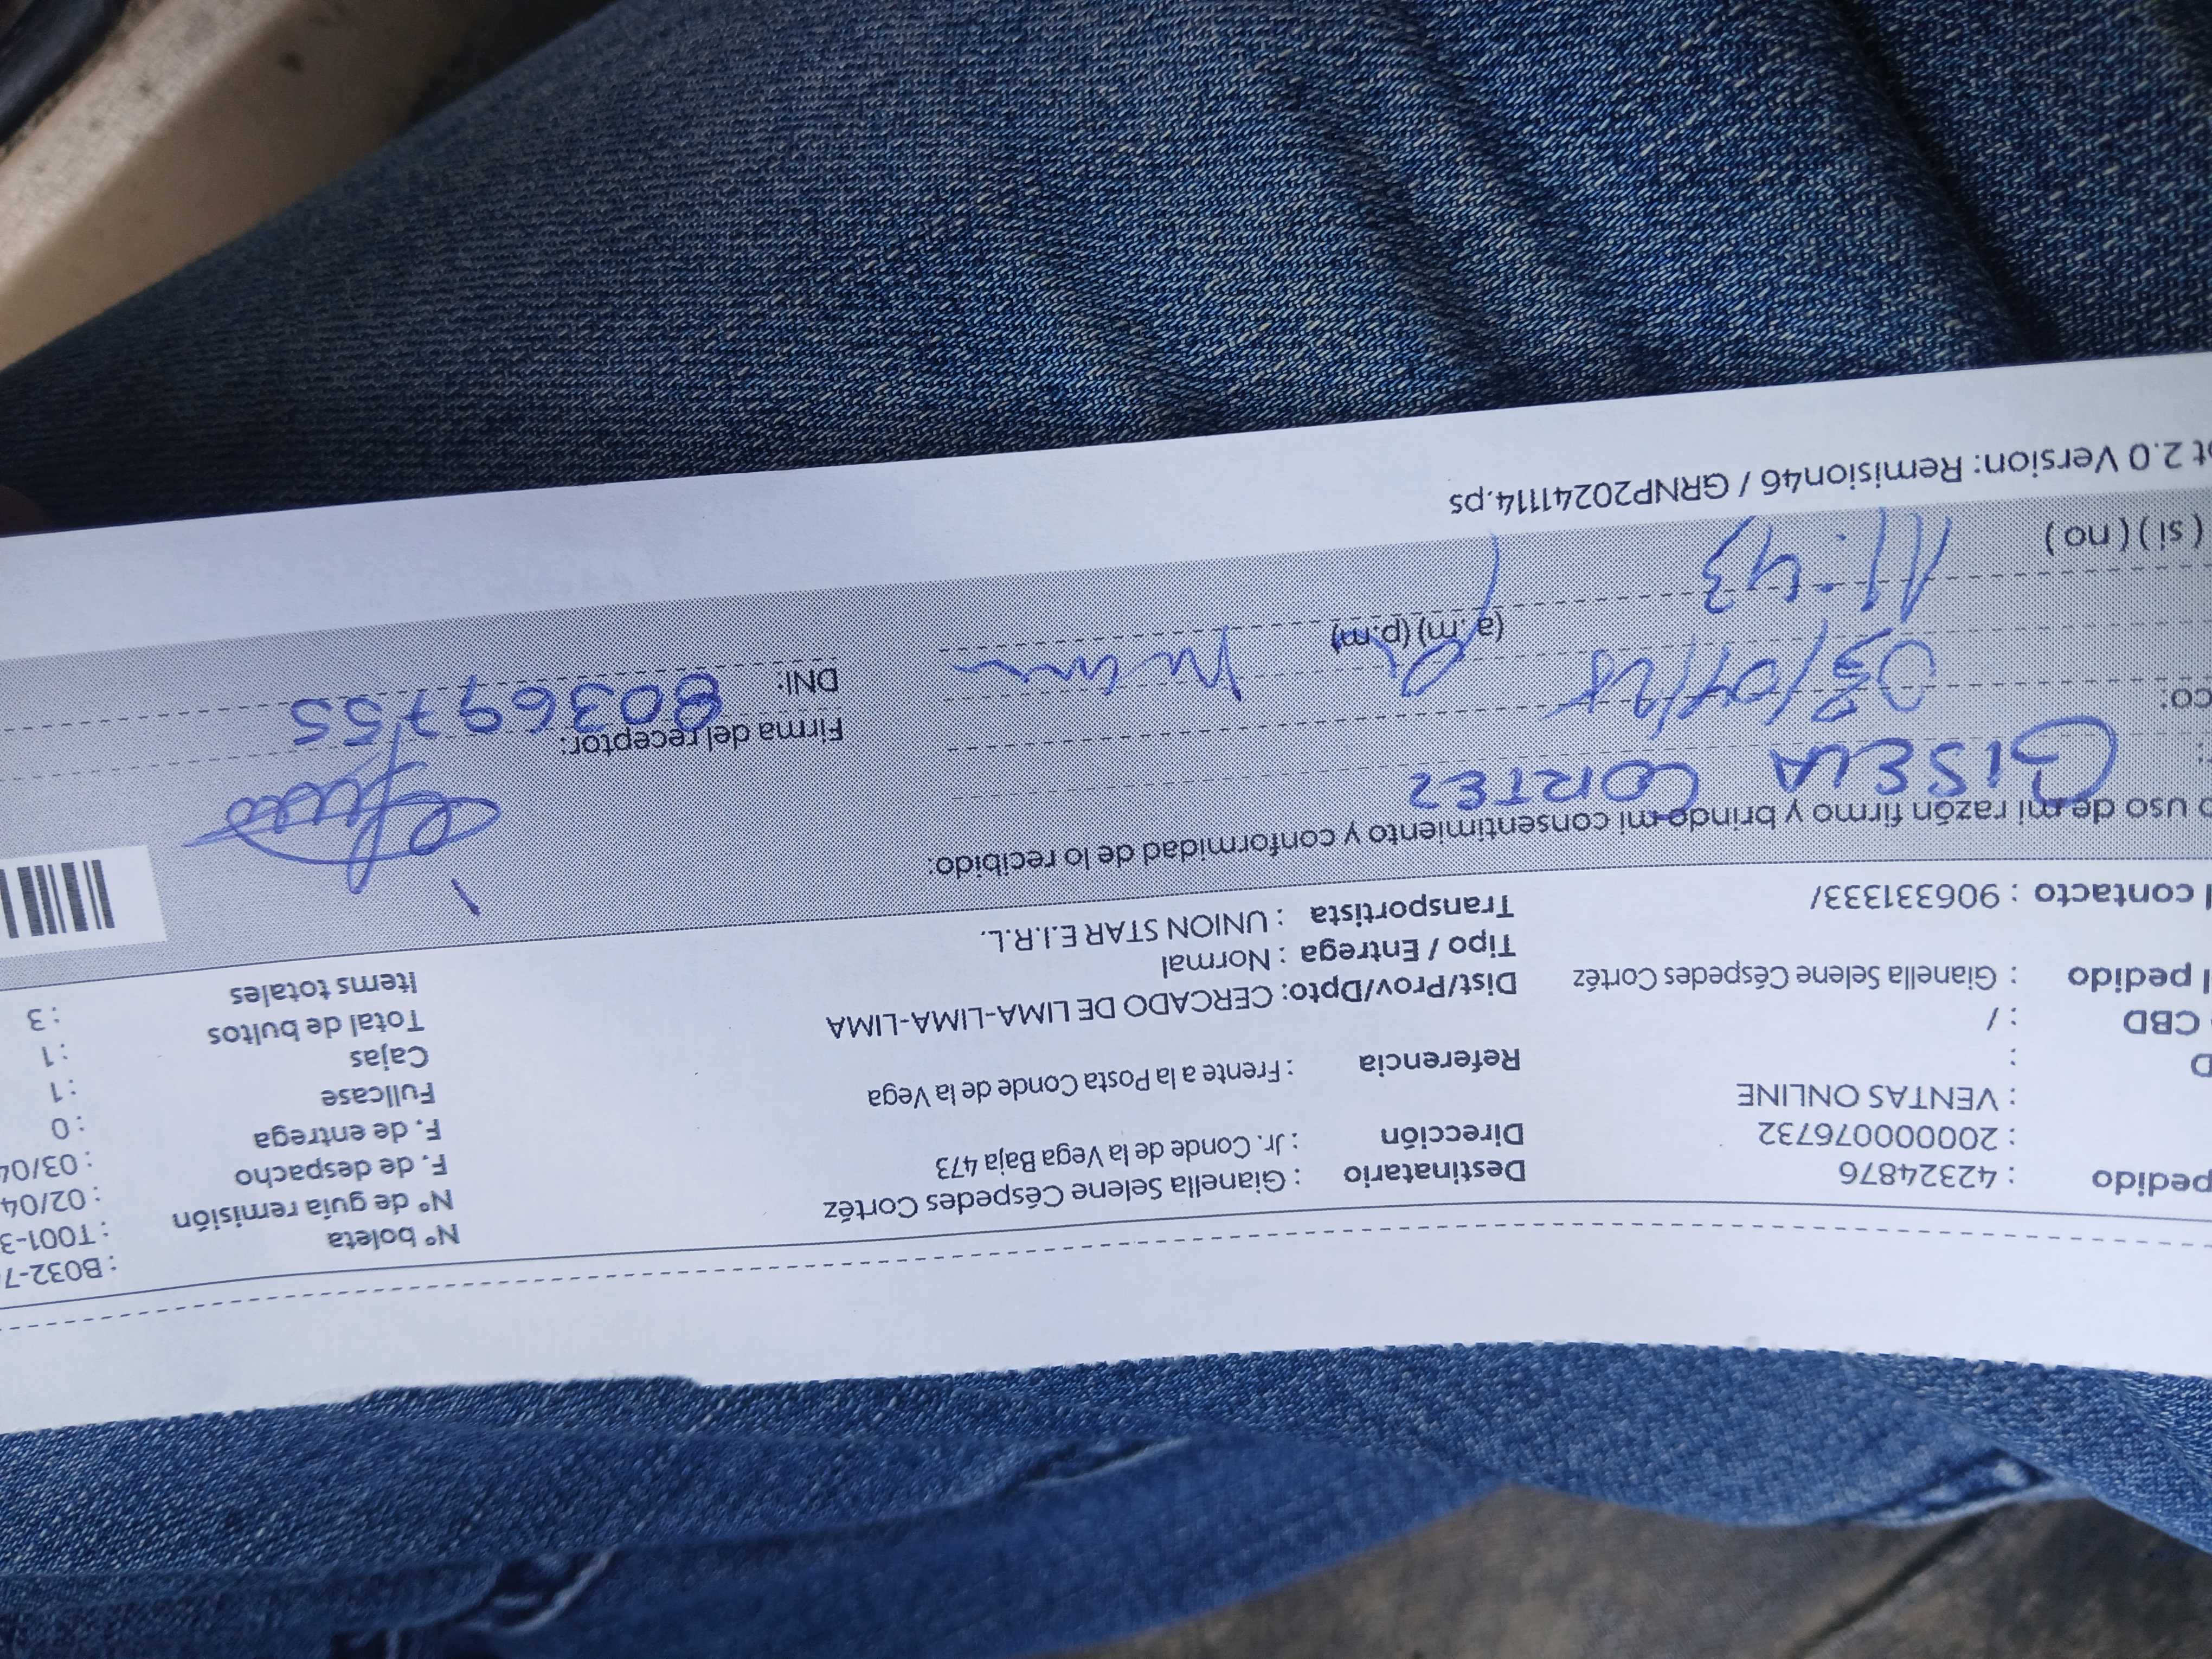 pedido : 42324876 Destinatario : Gianella Selene Céspedes Cortéz Nº boleta : B032-7
: 200000076732 Dirección : Jr. Conde de la Vega Baja 473 Nº de guía remisión : T001-3
: VENTAS ONLINE F. de despacho : 02/04
D : Referencia : Frente a la Posta Conde de la Vega F. de entrega : 03/04
CBD : / Fullcase : 0
l pedido : Gianella Selene Céspedes Cortéz Dist/Prov/Dpto: CERCADO DE LIMA-LIMA-LIMA Cajas : 1
Tipo / Entrega : Normal Total de bultos : 1
l contacto : 906331333/ Transportista : UNION STAR E.I.R.L. Items totales : 3
o uso de mi razón firmo y brindo mi consentimiento y conformidad de lo recibido:
: GISELA CORTEZ Firma del receptor:
co: 03/04/25 DNI: 80369755
11:43 (a.m) (p.m)
( si ) ( no )
ot 2.0 Version: Remision46 / GRNP20241114.ps